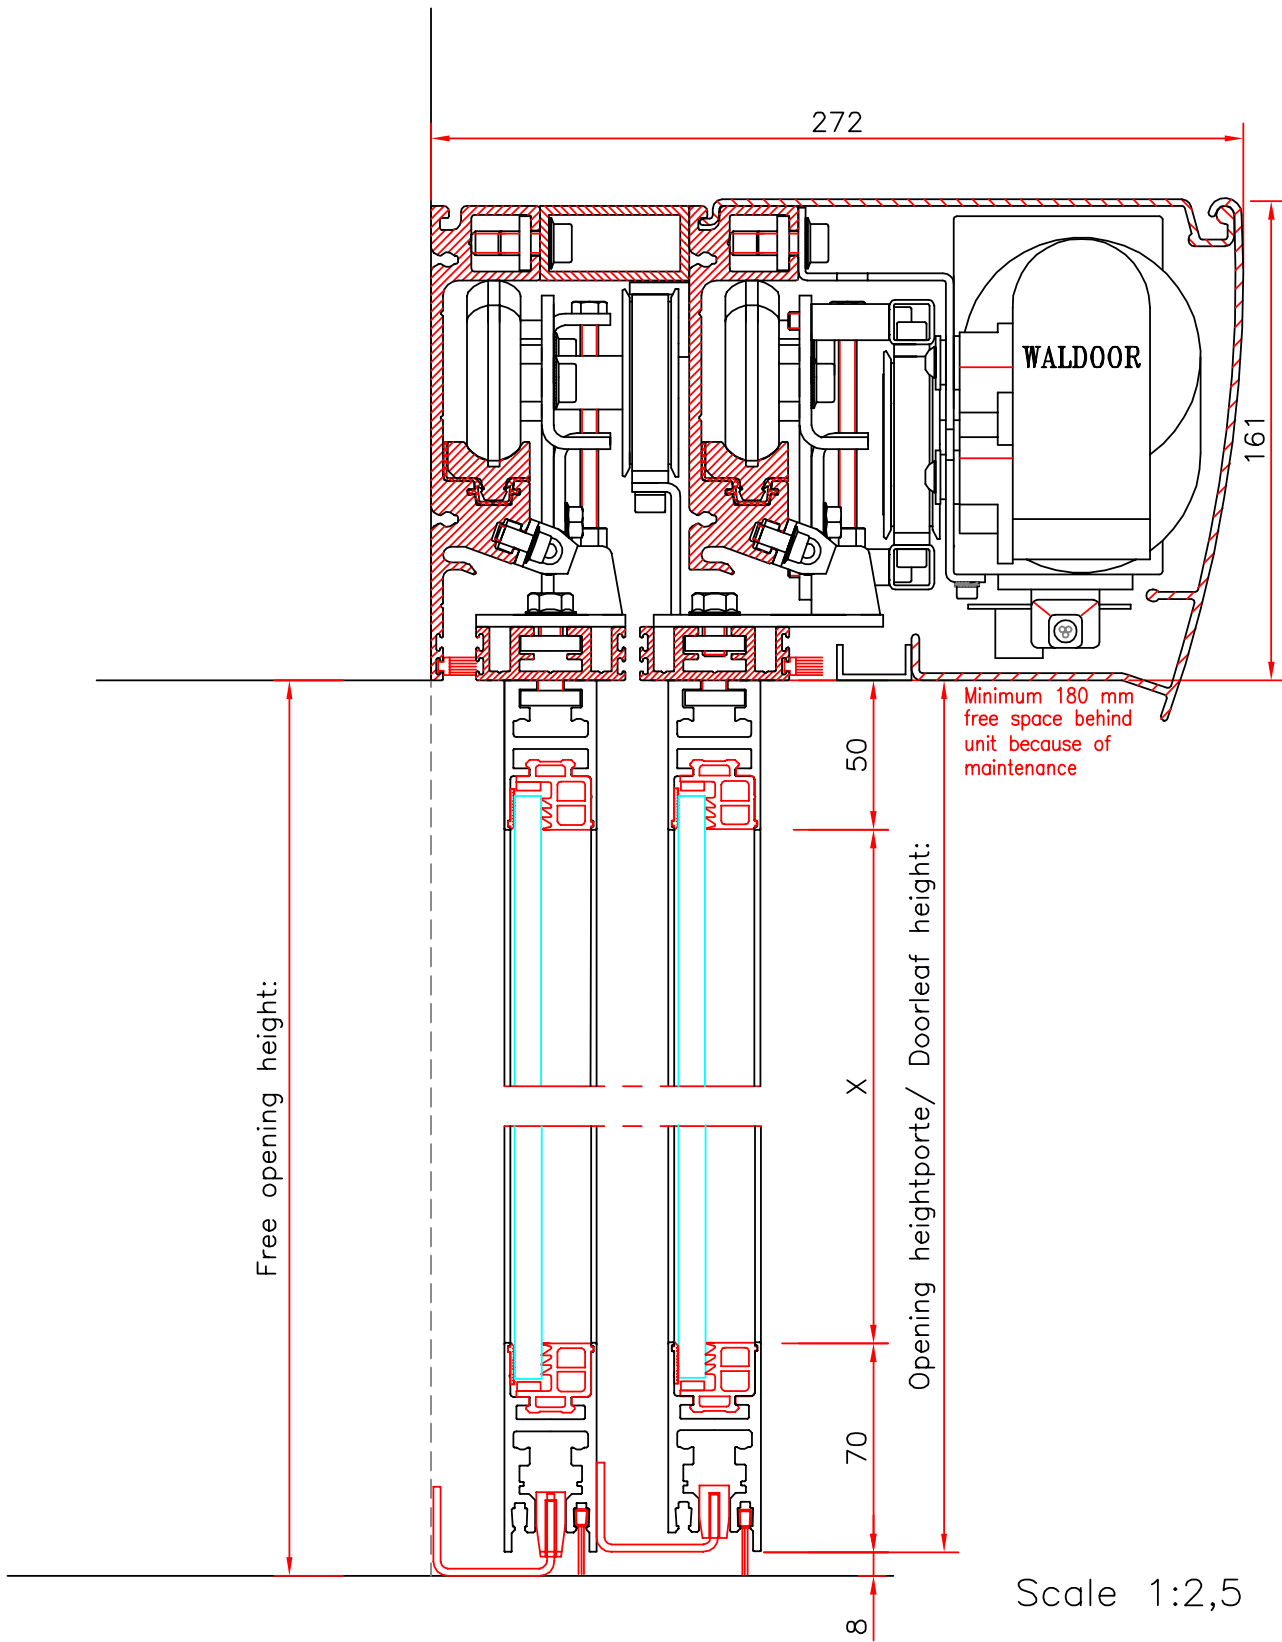 272
WALDOOR
161
Minimum 180 mm
free space behind
unit because of
maintenance
50
Free opening height:
X
Opening heightporte/ Doorleaf height:
70
8
Scale 1:2,5